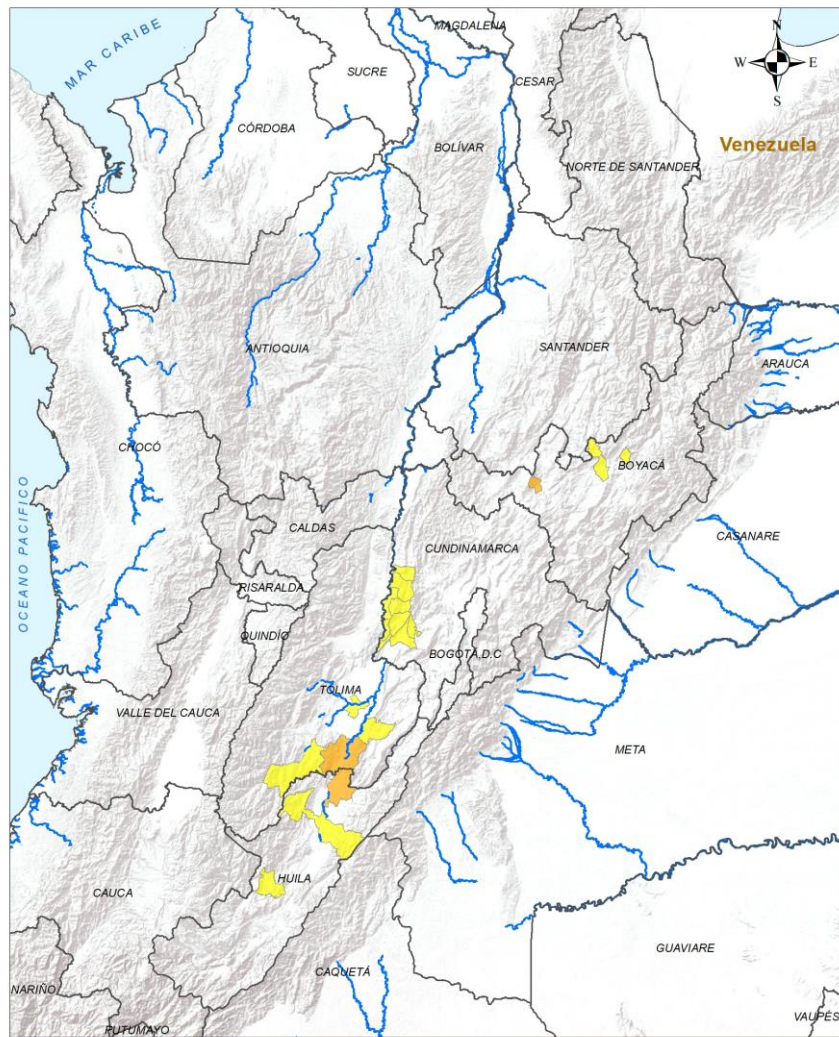 MAGDALENA
MAR CARIBE
N
W
E
S
SUCRE
CESAR
CÓRDOBA
BOLÍVAR
Venezuela
NORTE DE SANTANDER
ANTIOQUIA
SANTANDER
ARAUCA
CHOCÓ
BOYACÁ
OCEANO PACIFICO
CALDAS
CUNDINAMARCA
CASANARE
RISARALDA
QUINDÍO
BOGOTÁ,D.C
TOLIMA
VALLE DEL CAUCA
META
HUILA
CAUCA
GUAVIARE
CAQUETÁ
NARIÑO
VAUPÉS
PUTUMAYO